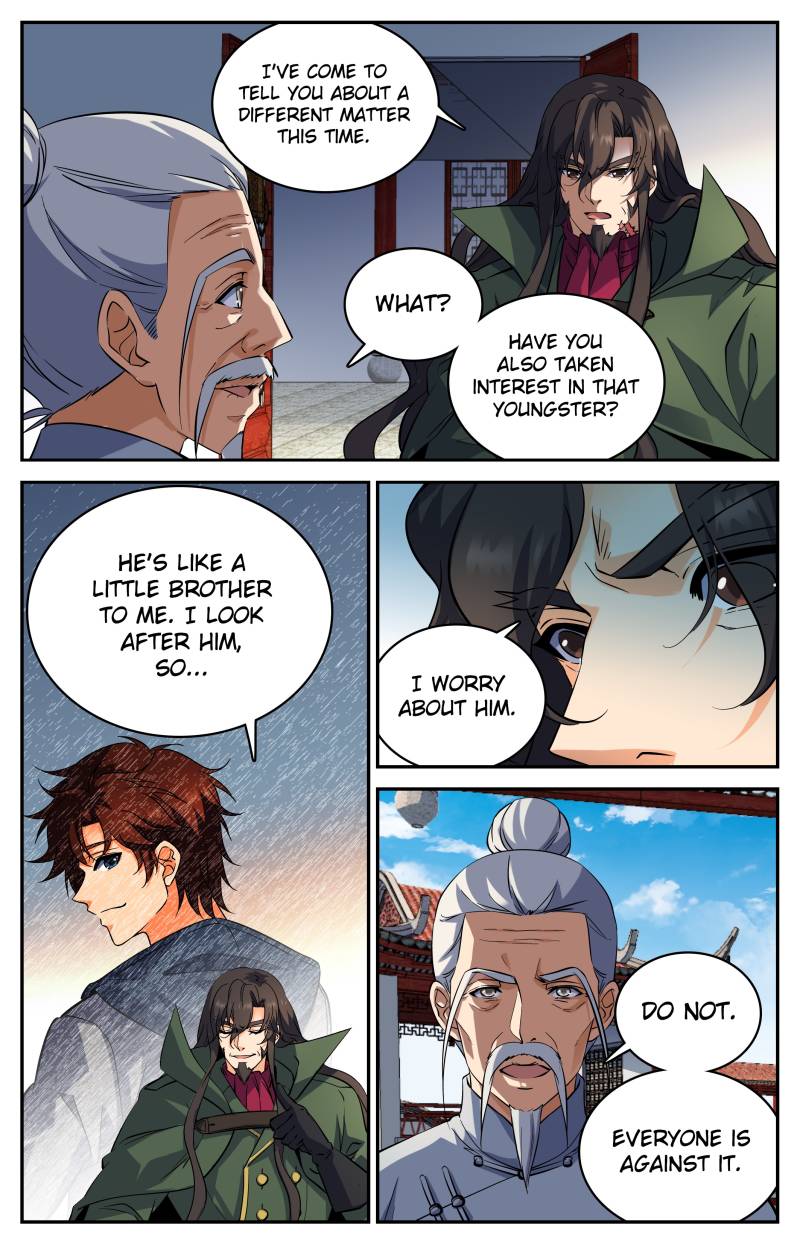 I'VE COME TO
TELL YOU ABOUT A
DIFFERENT MATTER
THIS TIME.
WHAT?
HAVE YOU
ALSO TAKEN
INTEREST IN THAT
YOUNGSTER?
HE'S LIKE A
LITTLE BROTHER
TO ME. I LOOK
AFTER HIM,
SO...
I WORRY
ABOUT HIM.
DO NOT.
EVERYONE IS
AGAINST IT.